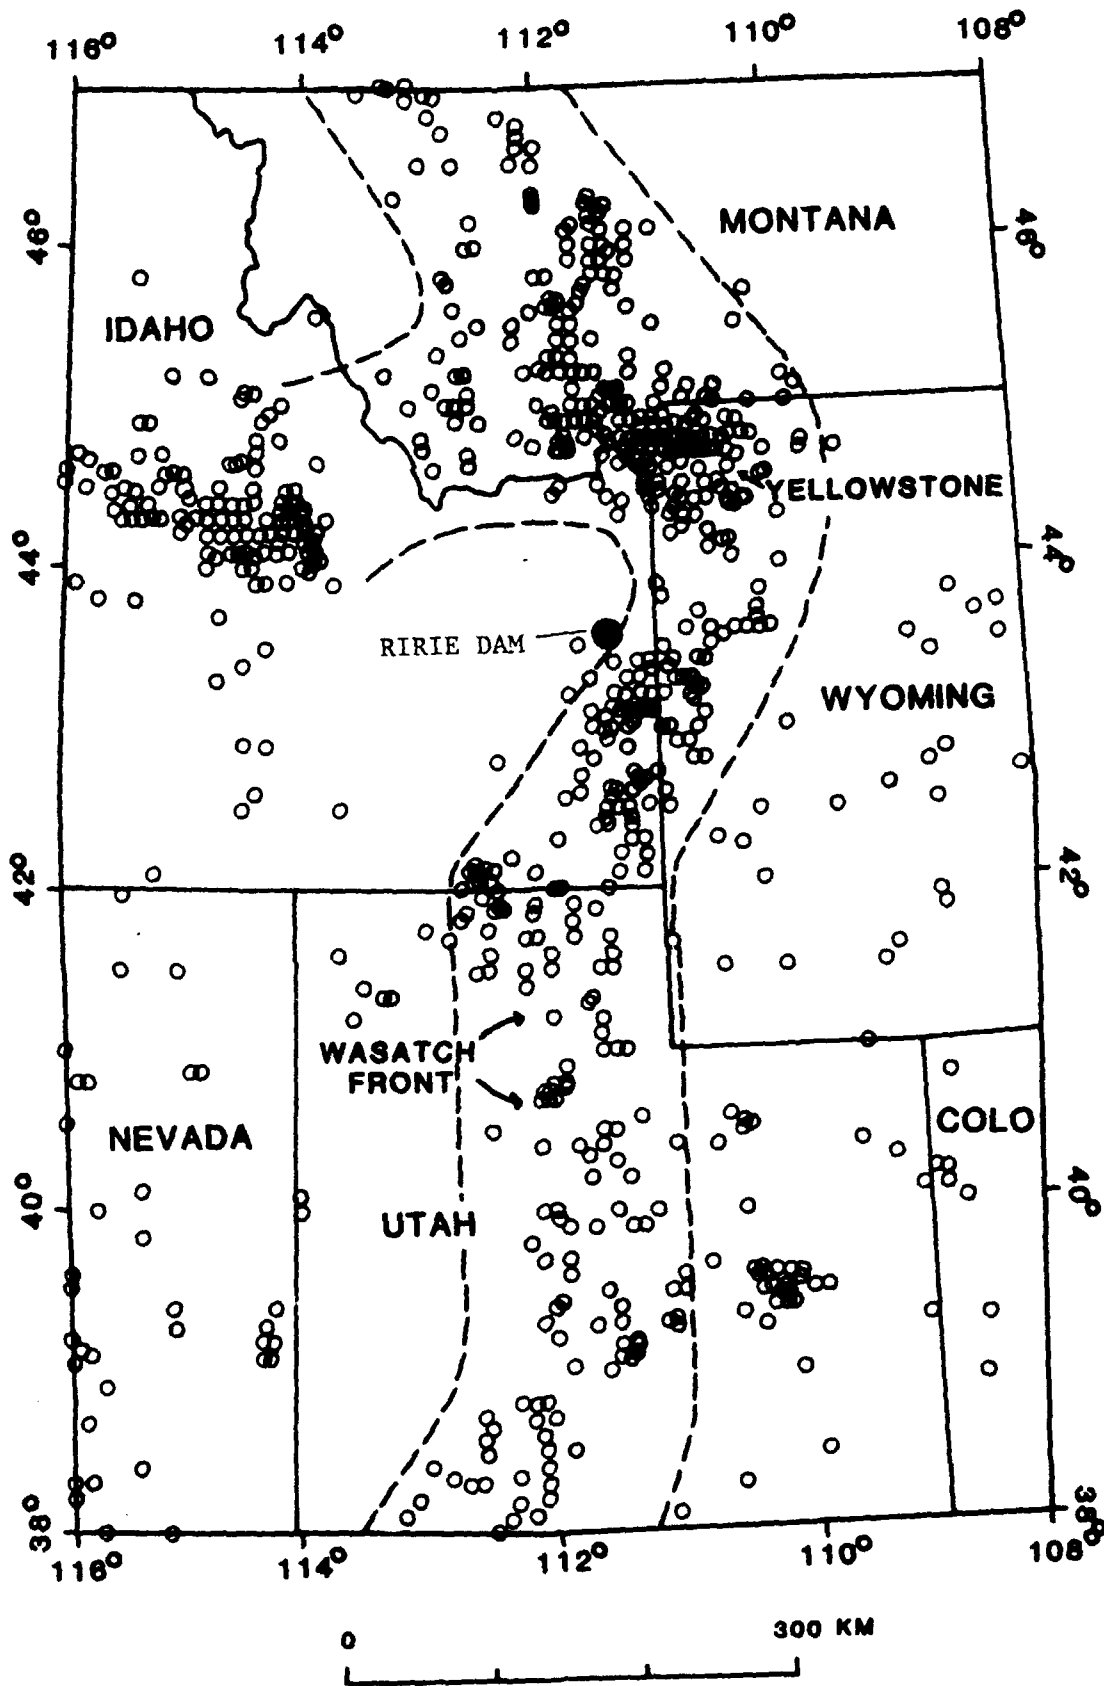 116° 114° 112° 110° 108°
MONTANA
46° 46°
IDAHO
YELLOWSTONE
44° 44°
RIRIE DAM
WYOMING
42° 42°
WASATCH
FRONT
COLO
NEVADA
40° 40°
UTAH
38° 38°
116° 114° 112° 110° 108°
0 300 KM